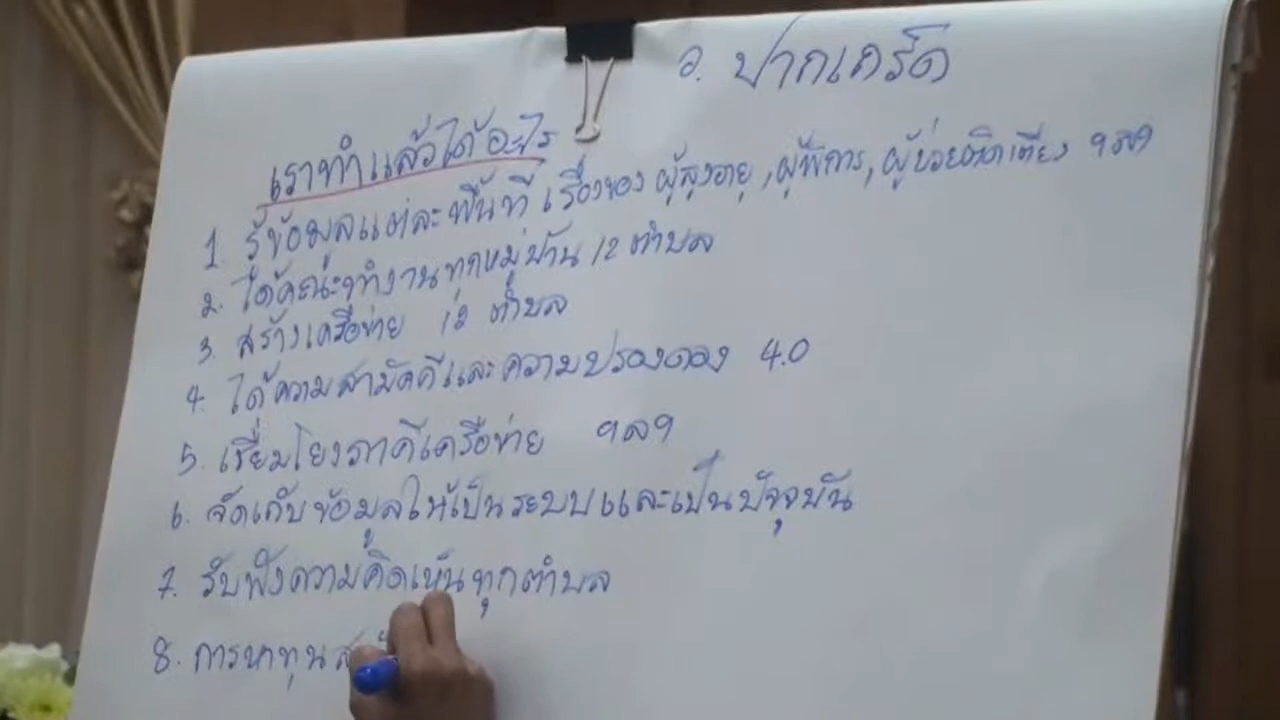 อ. ปากเกร็ด
เราทำแล้วได้อะไร
1. รู้ข้อมูลแต่ละพื้นที่ เรื่องของ ผู้สูงอายุ, ผู้พิการ, ผู้ป่วยติดเตียง ฯลฯ
2. ได้คณะทำงานทุกหมู่บ้าน 12 ตำบล
3. สร้างเครือข่าย 12 ตำบล
4. ได้ความสามัคคีและความปรองดอง 4.0
5. เชื่อมโยงภาคีเครือข่าย ฯลฯ
6. จัดเก็บข้อมูลให้เป็นระบบและเป็นปัจจุบัน
7. รับฟังความคิดเห็นทุกตำบล
8. การหาทุน